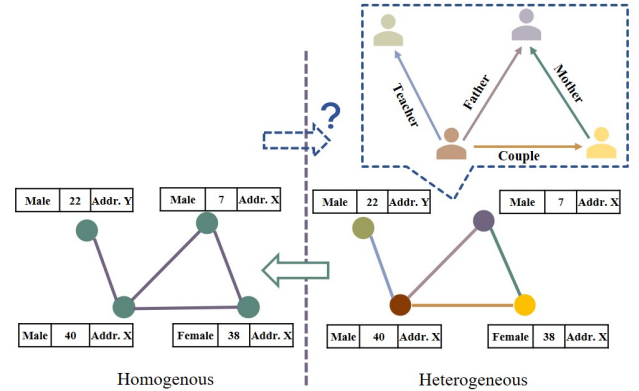 ?
Teacher
Father
Mother
Couple
Male 22 Addr. Y
Male 7 Addr. X
Male 40 Addr. X
Female 38 Addr. X
Homogenous
Male 22 Addr. Y
Male 7 Addr. X
Male 40 Addr. X
Female 38 Addr. X
Heterogeneous